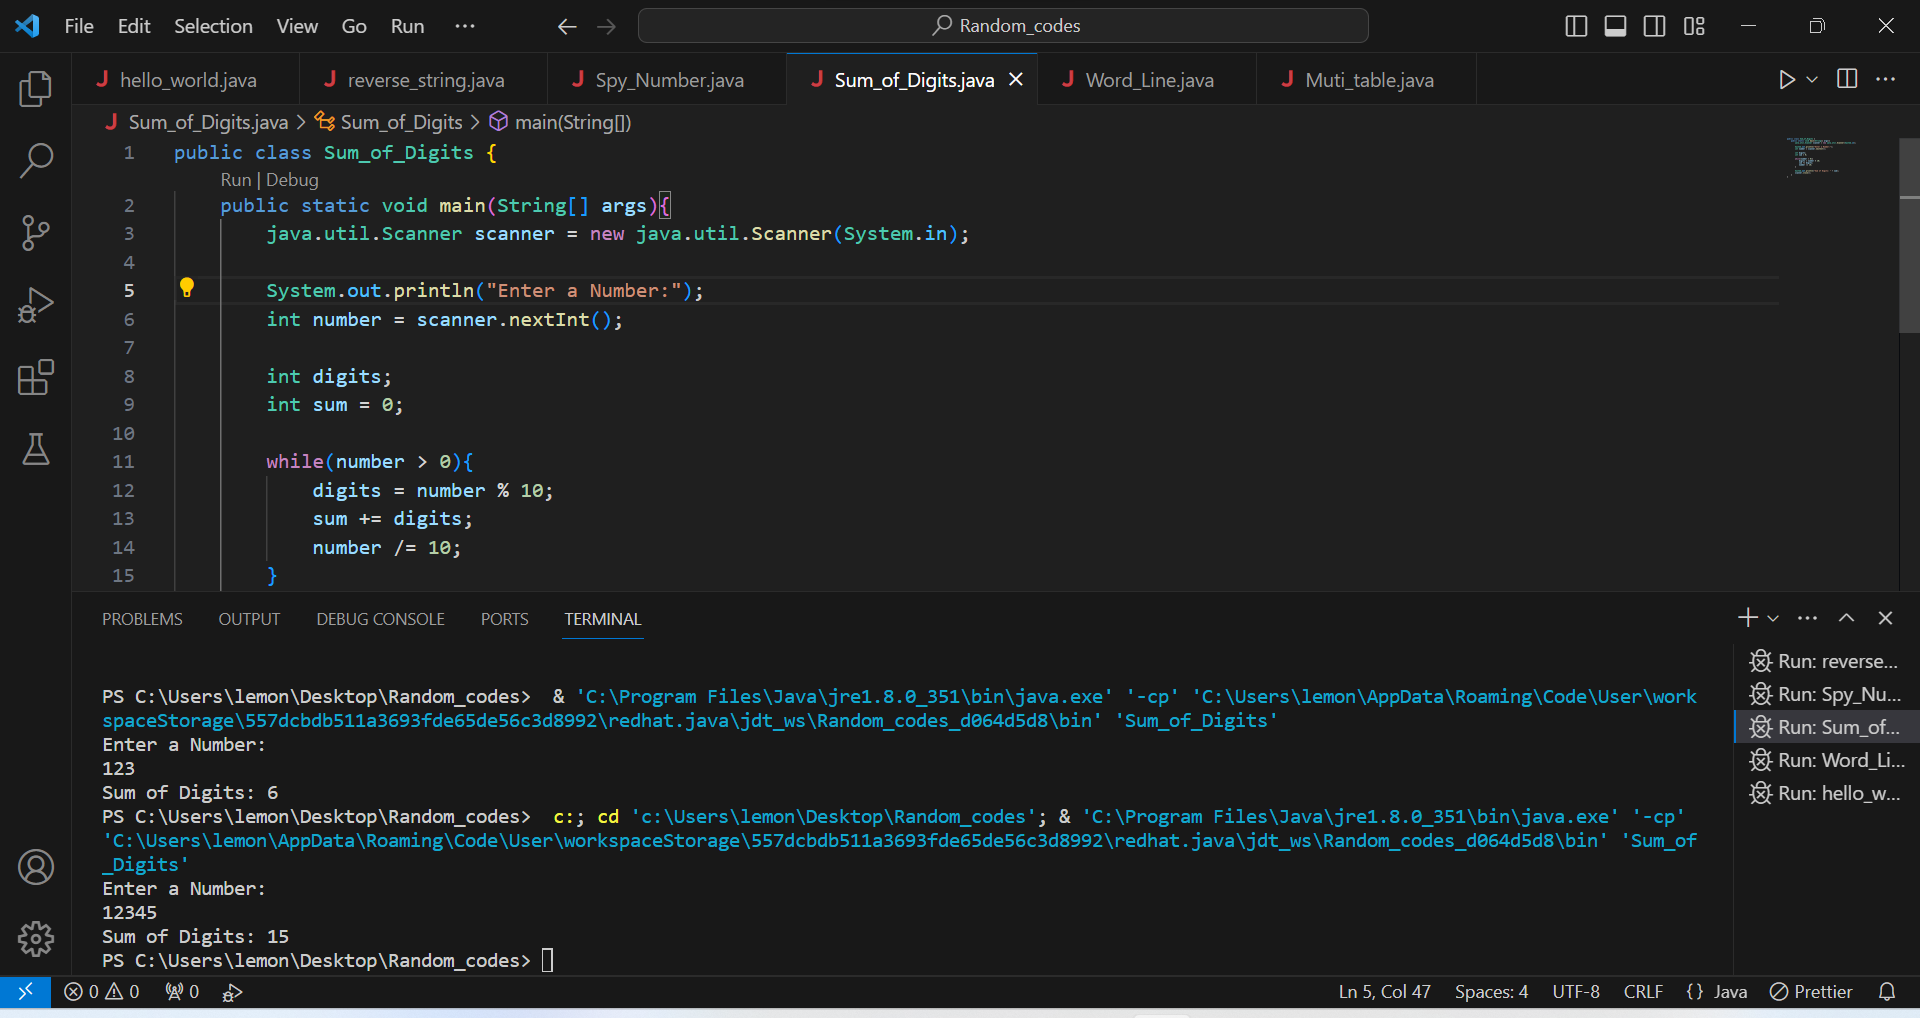 File Edit Selection View Go Run ··· Random_codes
hello_world.java reverse_string.java Spy_Number.java Sum_of_Digits.java Word_Line.java Muti_table.java
Sum_of_Digits.java > Sum_of_Digits > main(String[])
1 public class Sum_of_Digits {
Run | Debug
2 public static void main(String[] args){
3 java.util.Scanner scanner = new java.util.Scanner(System.in);
4
5 System.out.println("Enter a Number:");
6 int number = scanner.nextInt();
7
8 int digits;
9 int sum = 0;
10
11 while(number > 0){
12 digits = number % 10;
13 sum += digits;
14 number /= 10;
15 }
PROBLEMS OUTPUT DEBUG CONSOLE PORTS TERMINAL
PS C:\Users\lemon\Desktop\Random_codes>  & 'C:\Program Files\Java\jre1.8.0_351\bin\java.exe' '-cp' 'C:\Users\lemon\AppData\Roaming\Code\User\work
spaceStorage\557dcbdb511a3693fde65de56c3d8992\redhat.java\jdt_ws\Random_codes_d064d5d8\bin' 'Sum_of_Digits'
Enter a Number:
123
Sum of Digits: 6
PS C:\Users\lemon\Desktop\Random_codes>  c:; cd 'c:\Users\lemon\Desktop\Random_codes'; & 'C:\Program Files\Java\jre1.8.0_351\bin\java.exe' '-cp'
'C:\Users\lemon\AppData\Roaming\Code\User\workspaceStorage\557dcbdb511a3693fde65de56c3d8992\redhat.java\jdt_ws\Random_codes_d064d5d8\bin' 'Sum_of
_Digits'
Enter a Number:
12345
Sum of Digits: 15
PS C:\Users\lemon\Desktop\Random_codes>
Run: reverse...
Run: Spy_Nu...
Run: Sum_of...
Run: Word_Li...
Run: hello_w...
0 0 0 Ln 5, Col 47 Spaces: 4 UTF-8 CRLF {} Java Prettier